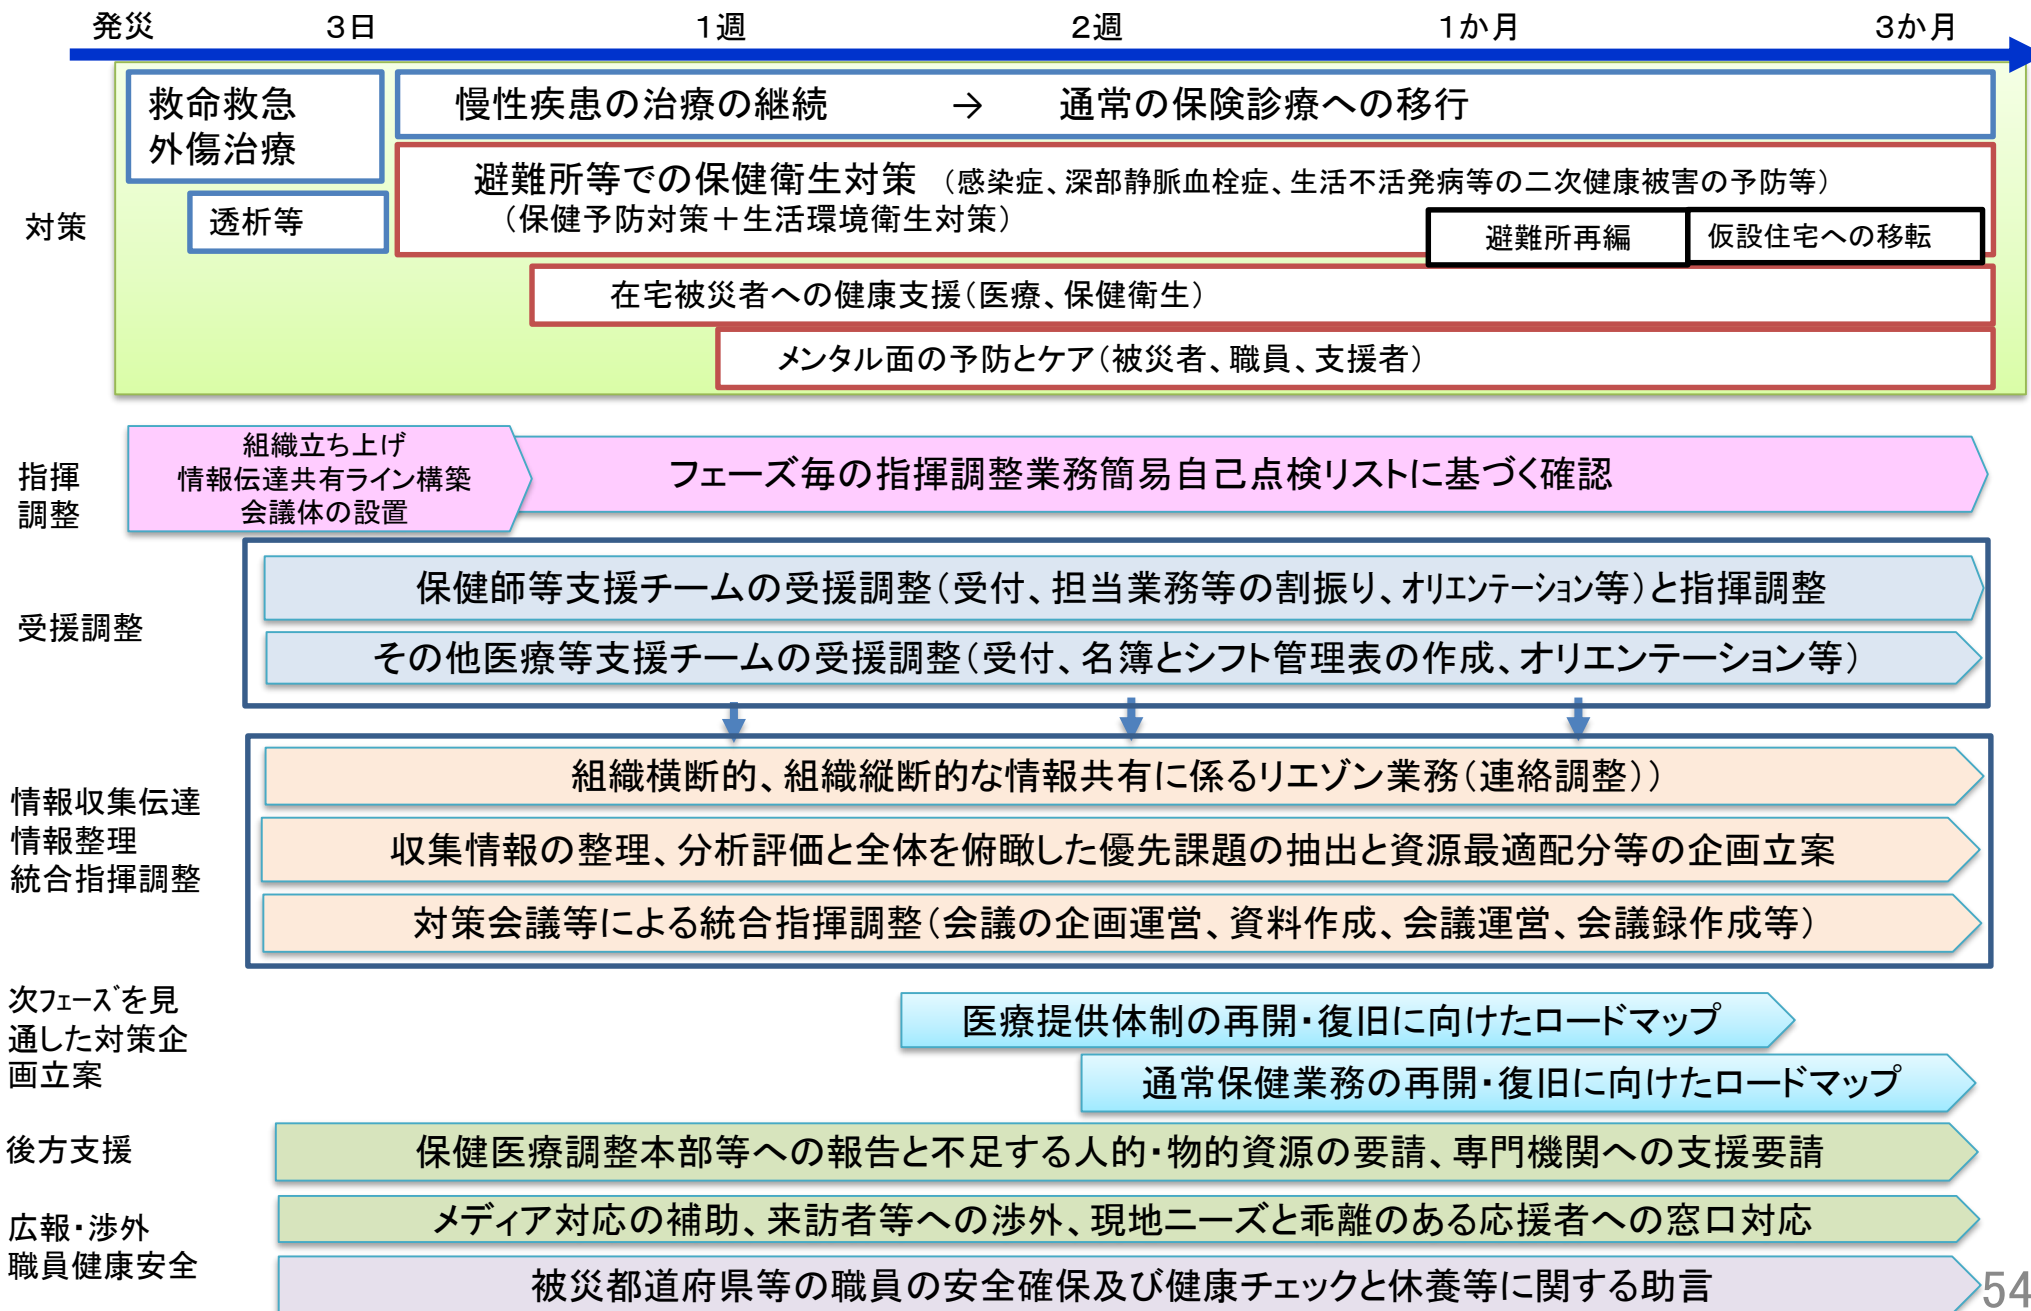 発災 3日 1週 2週 1か月 3か月
救命救急
外傷治療
慢性疾患の治療の継続 → 通常の保険診療への移行
対策
透析等
避難所等での保健衛生対策 （感染症、深部静脈血栓症、生活不活発病等の二次健康被害の予防等）
（保健予防対策＋生活環境衛生対策）
避難所再編
仮設住宅への移転
在宅被災者への健康支援（医療、保健衛生）
メンタル面の予防とケア（被災者、職員、支援者）
指揮
調整
組織立ち上げ
情報伝達共有ライン構築
会議体の設置
フェーズ毎の指揮調整業務簡易自己点検リストに基づく確認
受援調整
保健師等支援チームの受援調整（受付、担当業務等の割振り、ｵﾘｴﾝﾃｰｼｮﾝ等）と指揮調整
その他医療等支援チームの受援調整（受付、名簿とシフト管理表の作成、オリエンテーション等）
情報収集伝達
情報整理
統合指揮調整
組織横断的、組織縦断的な情報共有に係るリエゾン業務（連絡調整））
収集情報の整理、分析評価と全体を俯瞰した優先課題の抽出と資源最適配分等の企画立案
対策会議等による統合指揮調整（会議の企画運営、資料作成、会議運営、会議録作成等）
次ﾌｪｰｽﾞを見
通した対策企
画立案
医療提供体制の再開・復旧に向けたロードマップ
通常保健業務の再開・復旧に向けたロードマップ
後方支援
保健医療調整本部等への報告と不足する人的・物的資源の要請、専門機関への支援要請
広報・渉外
職員健康安全
メディア対応の補助、来訪者等への渉外、現地ニーズと乖離のある応援者への窓口対応
被災都道府県等の職員の安全確保及び健康チェックと休養等に関する助言
54